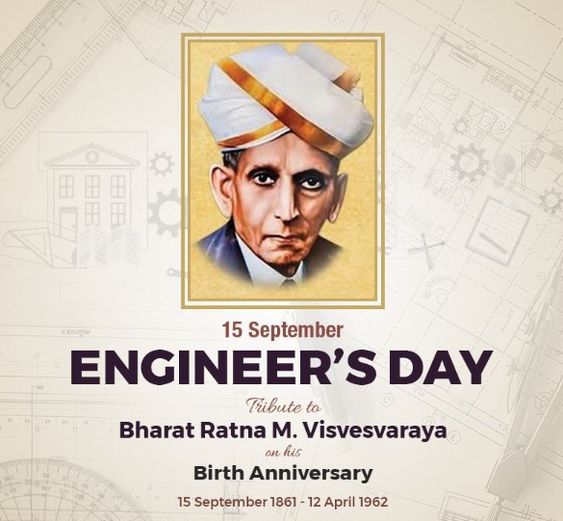 15 September
ENGINEER'S DAY
Tribute to
Bharat Ratna M. Visvesvaraya
on his
Birth Anniversary
15 September 1861 - 12 April 1962